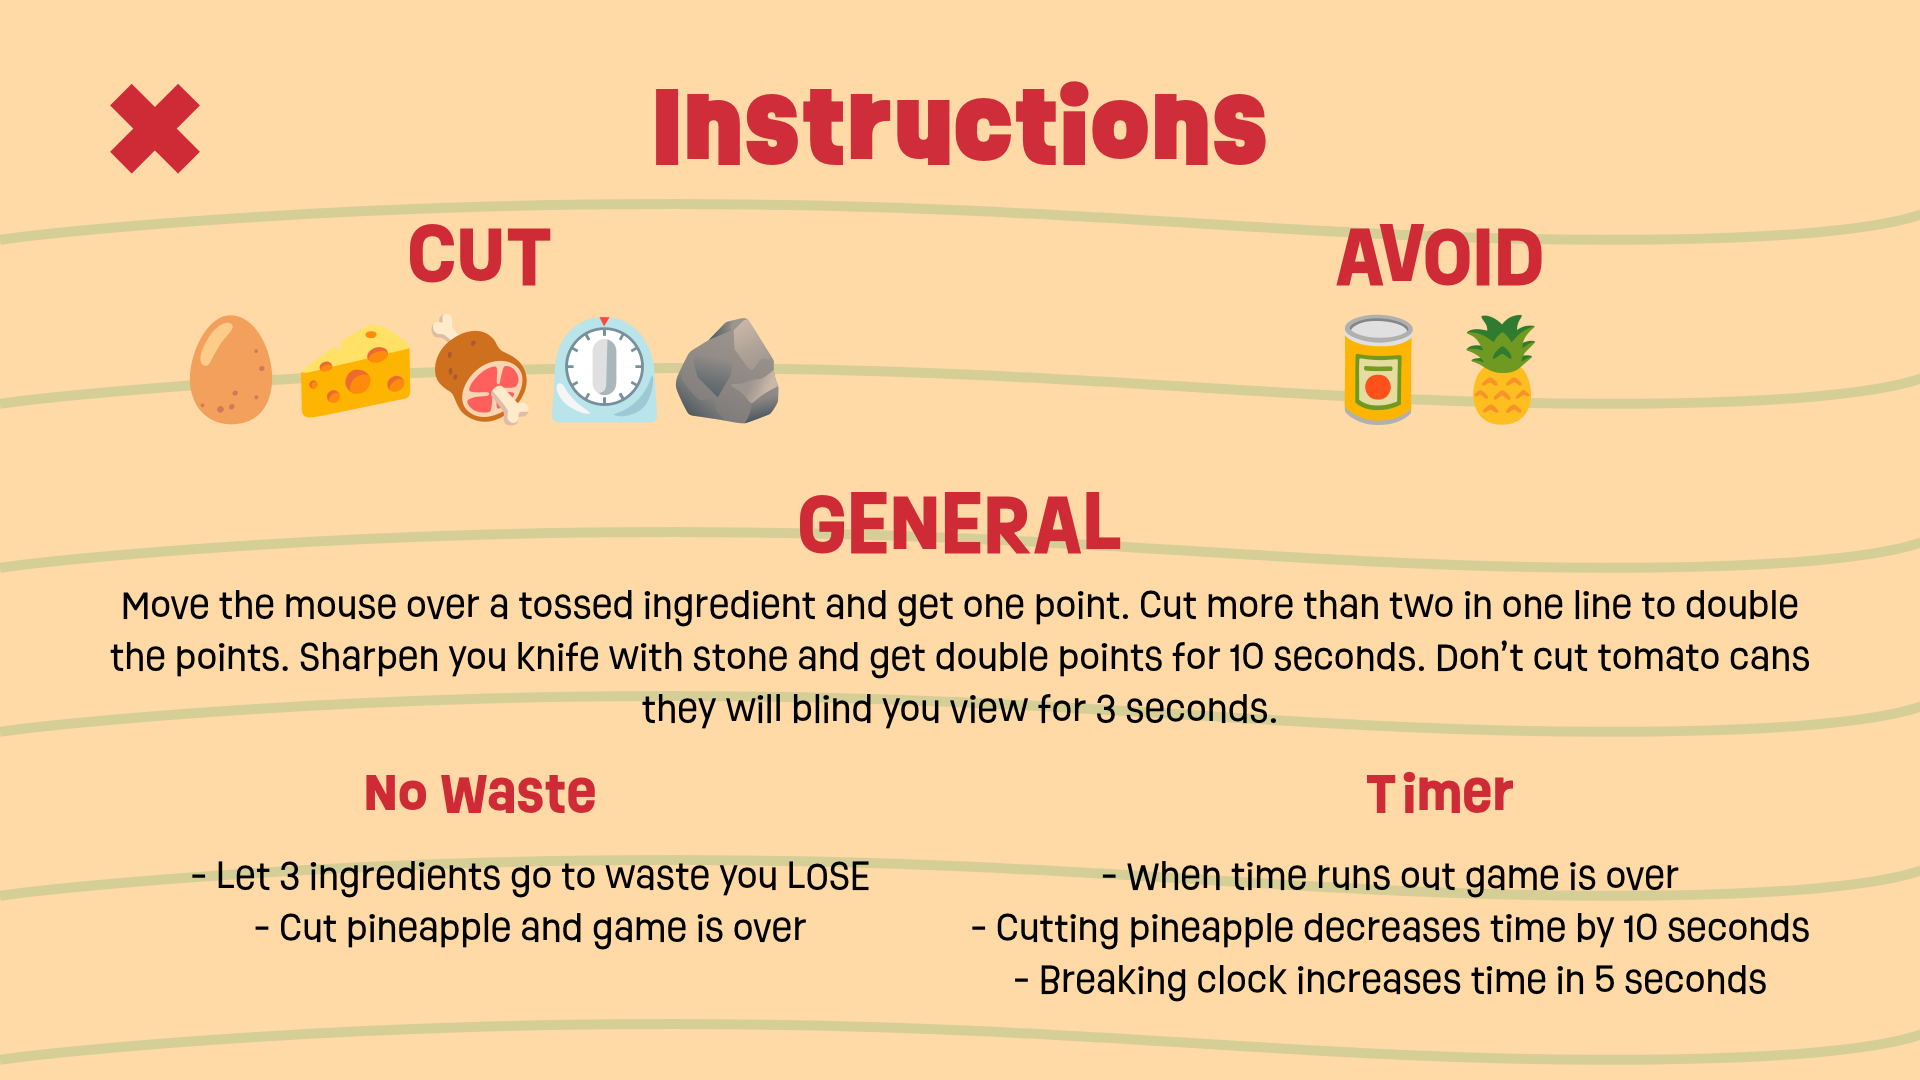 Instructions
CUT
AVOID
GENERAL
Move the mouse over a tossed ingredient and get one point. Cut more than two in one line to double
the points. Sharpen you knife with stone and get double points for 10 seconds. Don't cut tomato cans
they will blind you view for 3 seconds.
No Waste
- Let 3 ingredients go to waste you LOSE
- Cut pineapple and game is over
Timer
- When time runs out game is over
- Cutting pineapple decreases time by 10 seconds
- Breaking clock increases time in 5 seconds